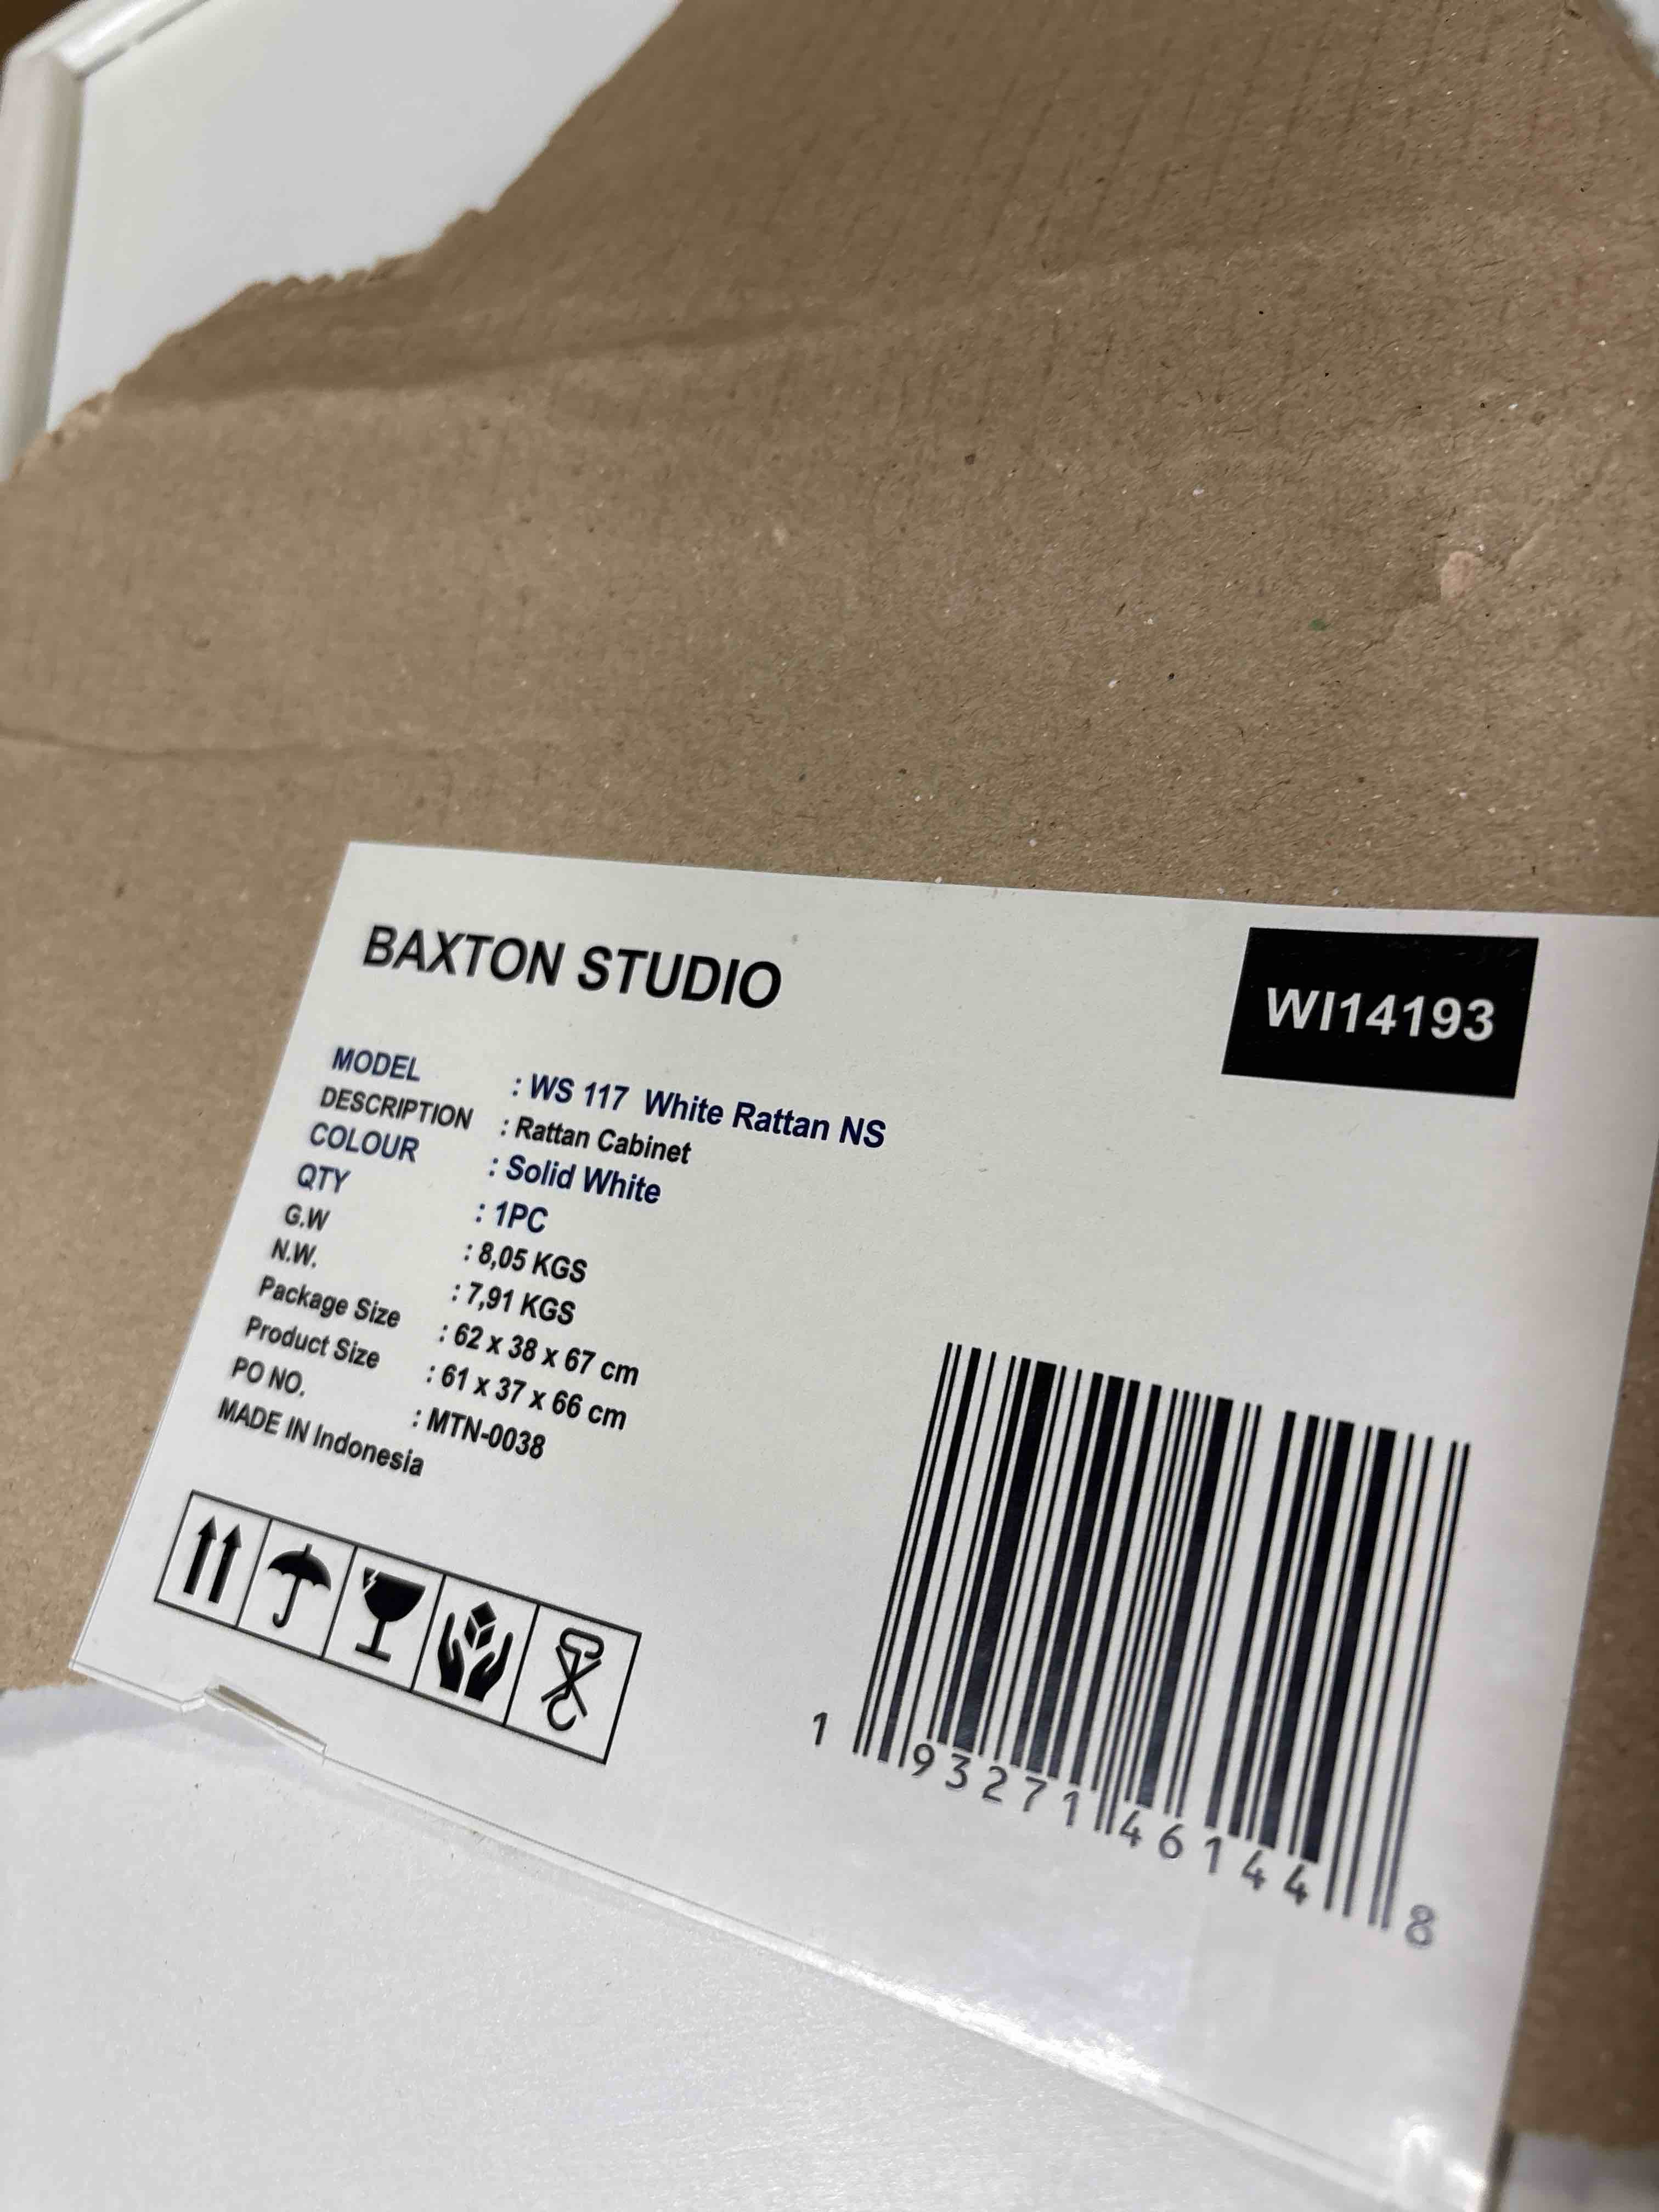 BAXTON STUDIO
WI14193
MODEL : WS 117 White Rattan NS
DESCRIPTION : Rattan Cabinet
COLOUR : Solid White
QTY : 1PC
G.W : 8,05 KGS
N.W. : 7,91 KGS
Package Size : 62 x 38 x 67 cm
Product Size : 61 x 37 x 66 cm
PO NO. : MTN-0038
MADE IN Indonesia
1 93271 46144 8